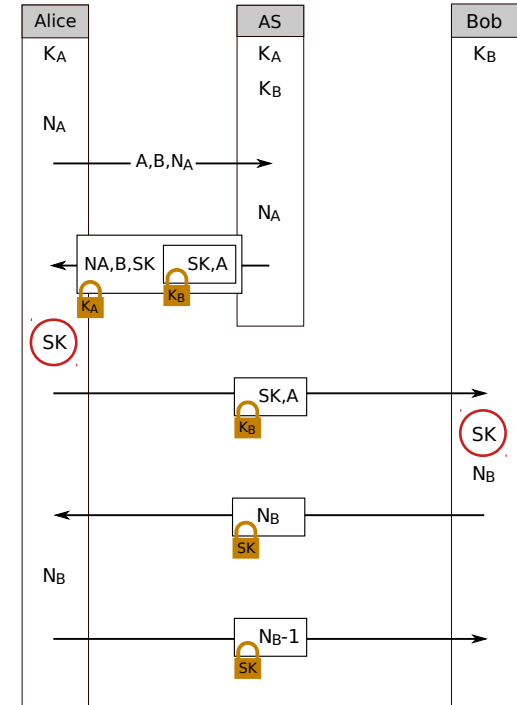 Alice AS Bob
KA KA KB
KB
NA
A,B,NA
NA
NA,B,SK SK,A
KA KB
SK
SK,A
KB
SK
NB
NB
SK
NB
NB-1
SK